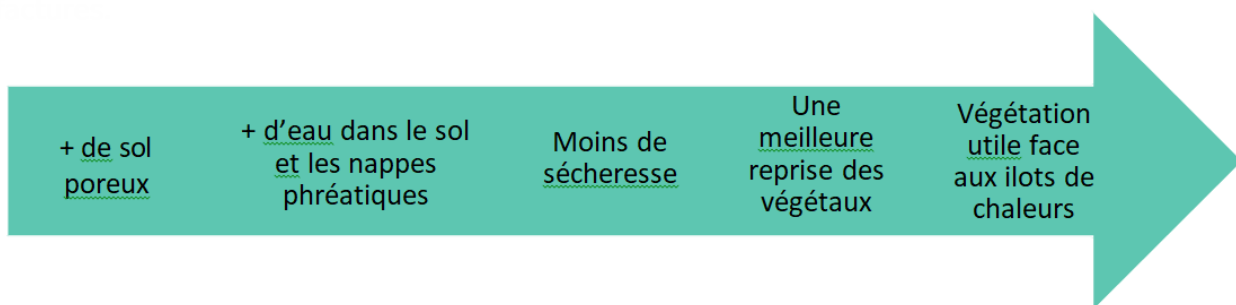 + de sol
poreux
+ d'eau dans le sol
et les nappes
phréatiques
Moins de
sécheresse
Une
meilleure
reprise des
végétaux
Végétation
utile face
aux ilots de
chaleurs